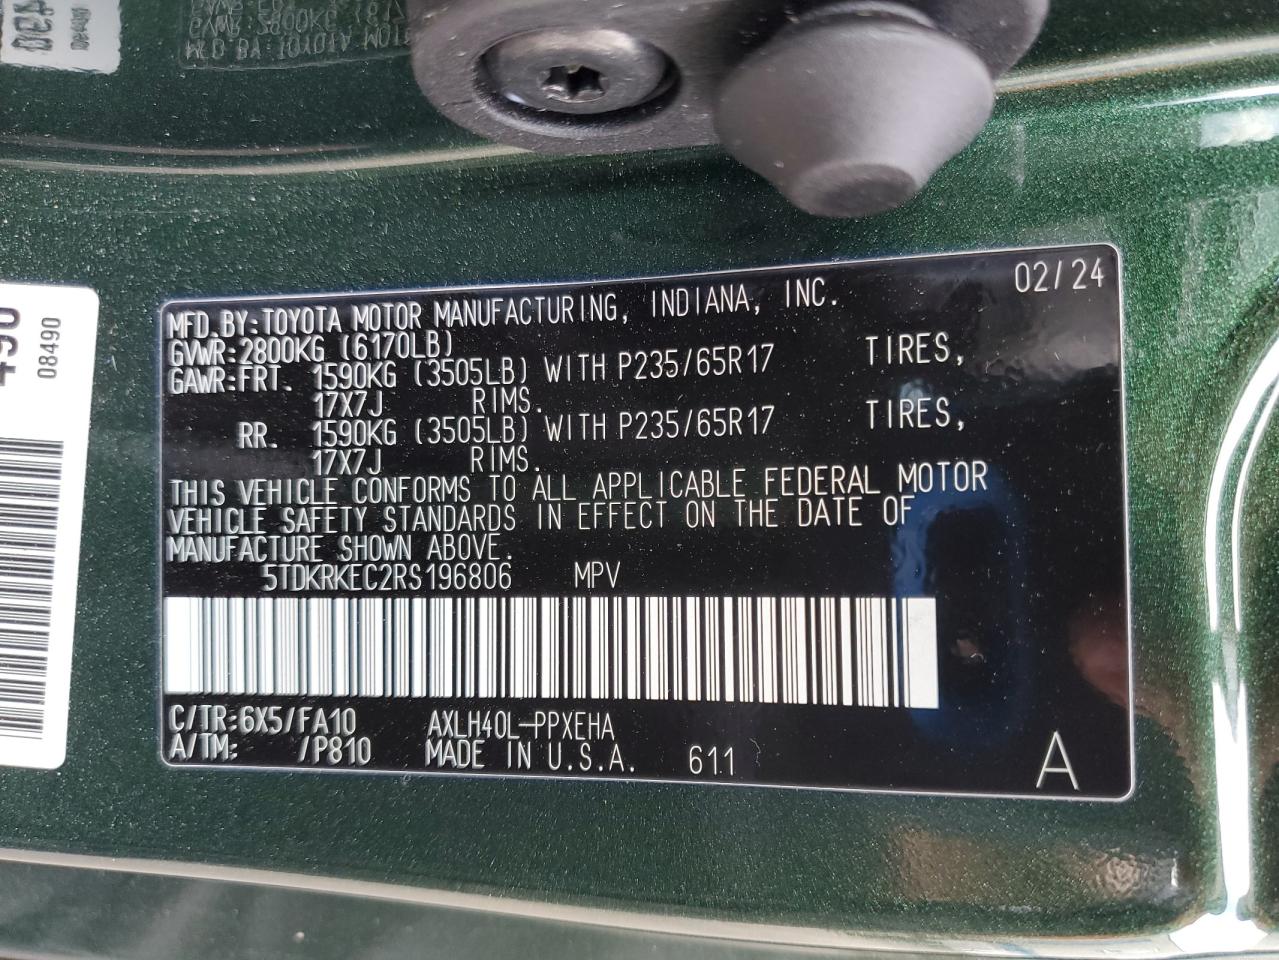 08490
MFD.BY:TOYOTA MOTOR MANUFACTURING, INDIANA, INC. 02/24
GVWR:2800KG (6170LB)
GAWR:FRT. 1590KG (3505LB) WITH P235/65R17 TIRES,
17X7J RIMS.
RR. 1590KG (3505LB) WITH P235/65R17 TIRES,
17X7J RIMS.
THIS VEHICLE CONFORMS TO ALL APPLICABLE FEDERAL MOTOR
VEHICLE SAFETY STANDARDS IN EFFECT ON THE DATE OF
MANUFACTURE SHOWN ABOVE.
5TDKRKEC2RS196806 MPV
C/TR:6X5/FA10 AXLH40L-PPXEHA
A/TM: /P810 MADE IN U.S.A. 611
A